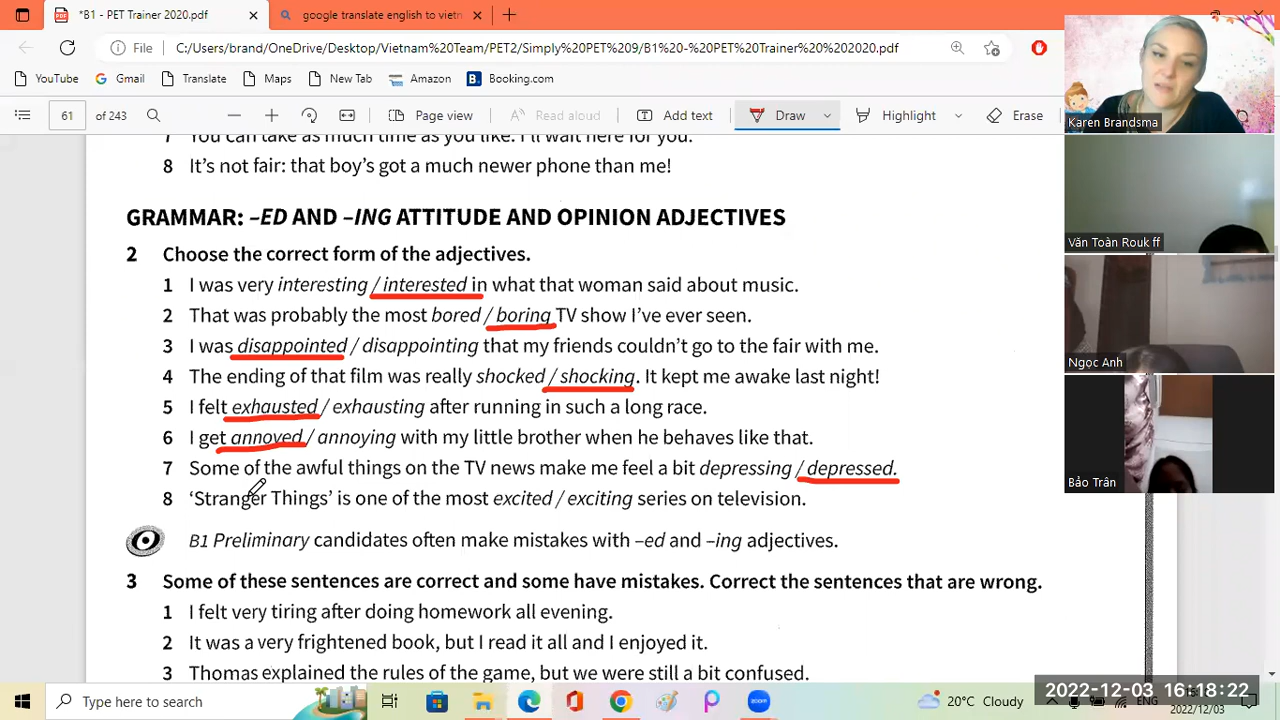 *B1 - PET Trainer 2020.pdf
google translate english to vietn
File
C:/Users/brand/OneDrive/Desktop/Vietnam%20Team/PET2/Simply%20PET%209/B1%20-%20PET%20Trainer%20%202020.pdf
YouTube
Gmail
Translate
Maps
New Tab
Amazon
B. Booking.com
61 of 243
Page view
Read aloud
Add text
Draw
Highlight
Erase
7 You can take as much time as you like. I'll wait here for you.
8 It's not fair: that boy's got a much newer phone than me!
GRAMMAR: –ED AND –ING ATTITUDE AND OPINION ADJECTIVES
2 Choose the correct form of the adjectives.
1 I was very interesting / interested in what that woman said about music.
2 That was probably the most bored / boring TV show I've ever seen.
3 I was disappointed / disappointing that my friends couldn't go to the fair with me.
4 The ending of that film was really shocked / shocking. It kept me awake last night!
5 I felt exhausted / exhausting after running in such a long race.
6 I get annoyed / annoying with my little brother when he behaves like that.
7 Some of the awful things on the TV news make me feel a bit depressing / depressed.
8 'Stranger Things' is one of the most excited / exciting series on television.
B1 Preliminary candidates often make mistakes with –ed and –ing adjectives.
3 Some of these sentences are correct and some have mistakes. Correct the sentences that are wrong.
1 I felt very tiring after doing homework all evening.
2 It was a very frightened book, but I read it all and I enjoyed it.
3 Thomas explained the rules of the game, but we were still a bit confused.
Karen Brandsma
Văn Toàn Rouk ff
Ngọc Anh
Bảo Trân
Type here to search
zoom
20°C Cloudy
ENG
2022-12-03 16:18:22
2022/12/03